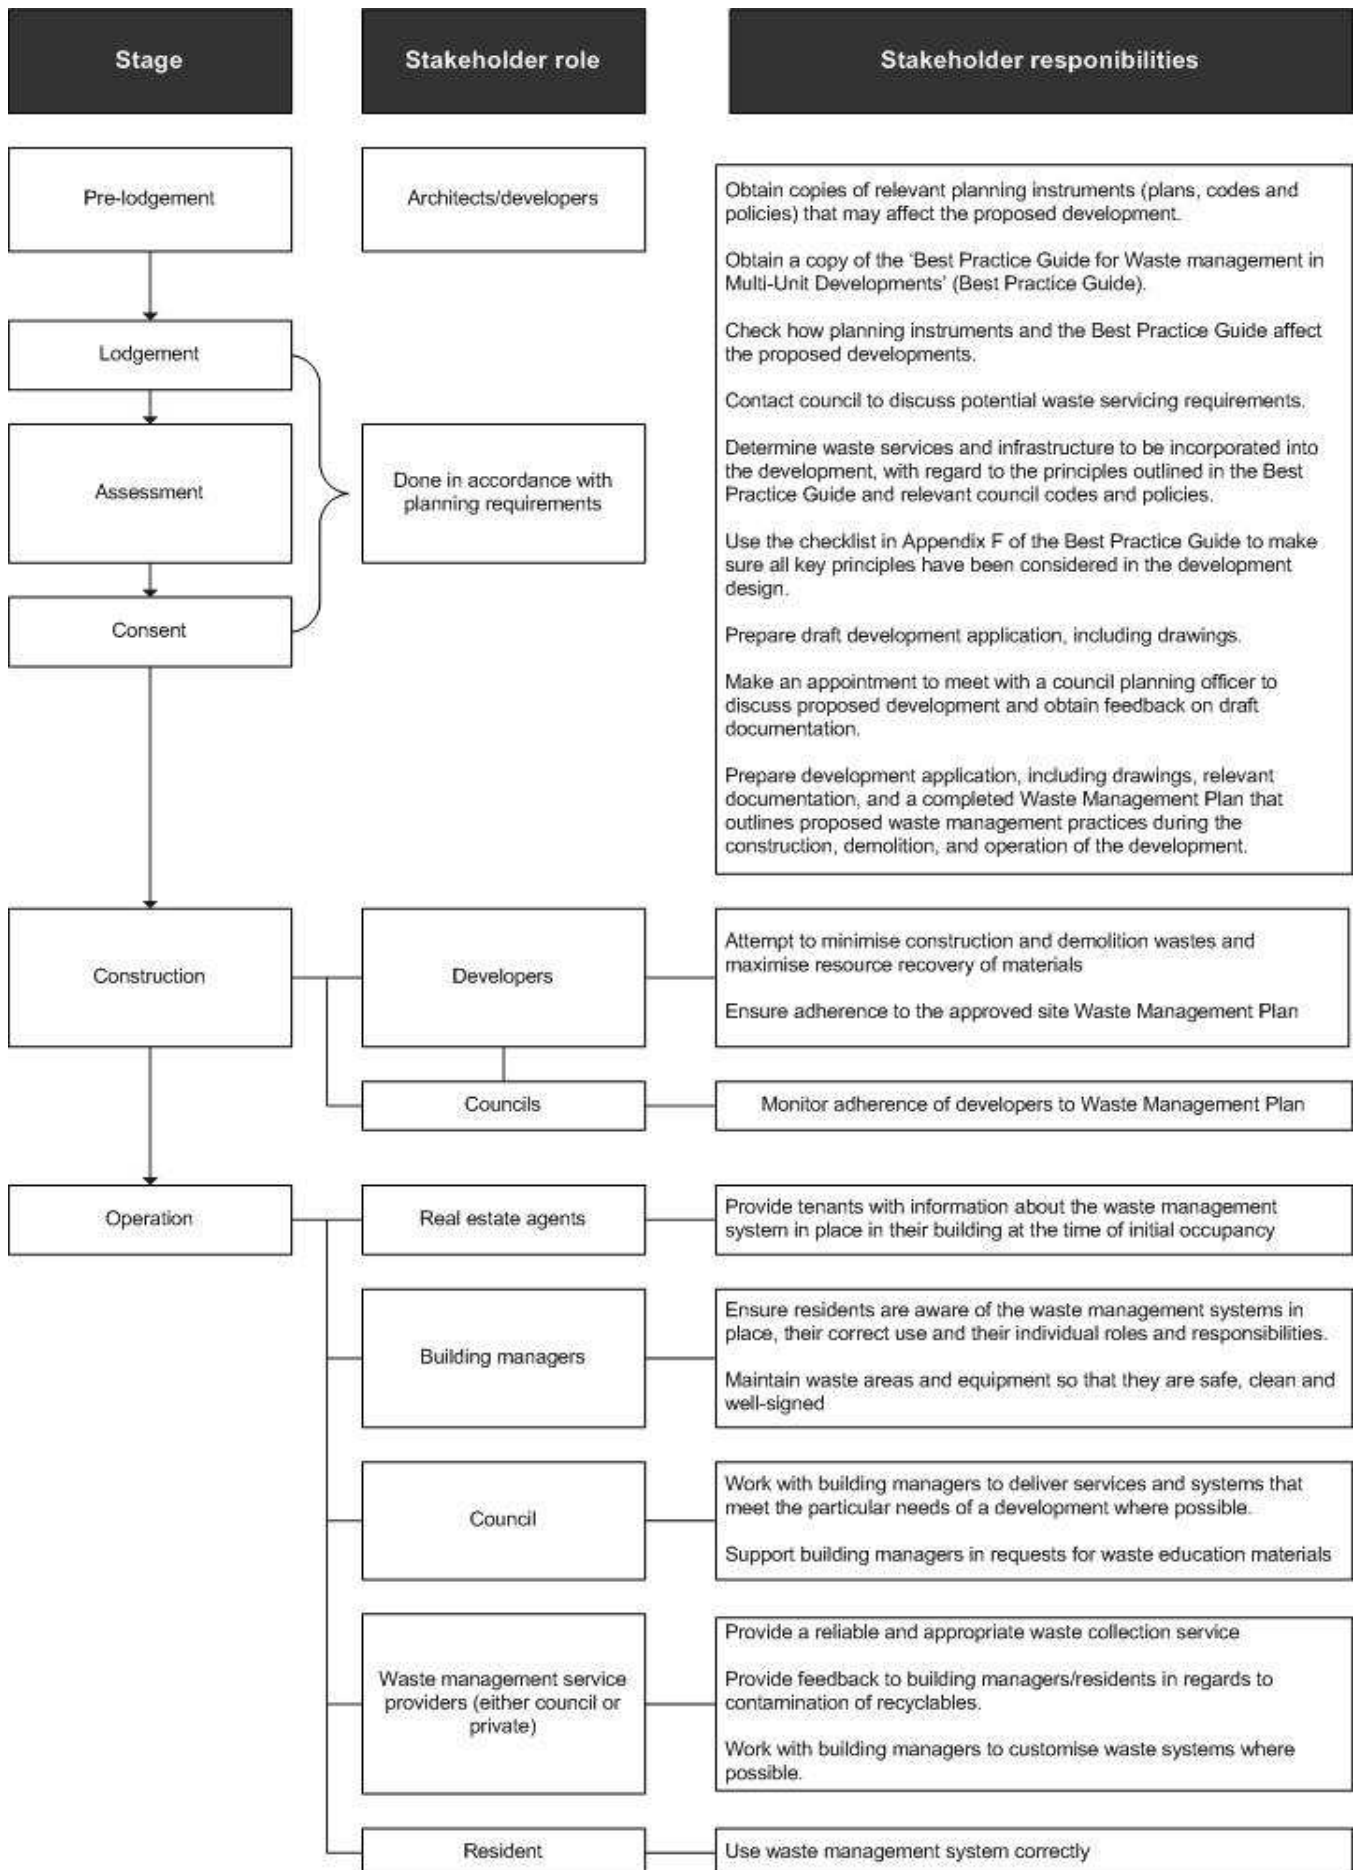 Stage
Stakeholder role
Stakeholder responibilities
Pre-lodgement
Architects/developers
Obtain copies of relevant planning instruments (plans, codes and
policies) that may affect the proposed development.
Obtain a copy of the ‘Best Practice Guide for Waste management in
Multi-Unit Developments’ (Best Practice Guide).
Check how planning instruments and the Best Practice Guide affect
the proposed developments.
Contact council to discuss potential waste servicing requirements.
Determine waste services and infrastructure to be incorporated into
the development, with regard to the principles outlined in the Best
Practice Guide and relevant council codes and policies.
Use the checklist in Appendix F of the Best Practice Guide to make
sure all key principles have been considered in the development
design.
Prepare draft development application, including drawings.
Make an appointment to meet with a council planning officer to
discuss proposed development and obtain feedback on draft
documentation.
Prepare development application, including drawings, relevant
documentation, and a completed Waste Management Plan that
outlines proposed waste management practices during the
construction, demolition, and operation of the development.
Lodgement
Assessment
Done in accordance with
planning requirements
Consent
Construction
Developers
Attempt to minimise construction and demolition wastes and
maximise resource recovery of materials
Ensure adherence to the approved site Waste Management Plan
Councils
Monitor adherence of developers to Waste Management Plan
Operation
Real estate agents
Provide tenants with information about the waste management
system in place in their building at the time of initial occupancy
Building managers
Ensure residents are aware of the waste management systems in
place, their correct use and their individual roles and responsibilities.
Maintain waste areas and equipment so that they are safe, clean and
well-signed
Council
Work with building managers to deliver services and systems that
meet the particular needs of a development where possible.
Support building managers in requests for waste education materials
Waste management service
providers (either council or
private)
Provide a reliable and appropriate waste collection service
Provide feedback to building managers/residents in regards to
contamination of recyclables.
Work with building managers to customise waste systems where
possible.
Resident
Use waste management system correctly